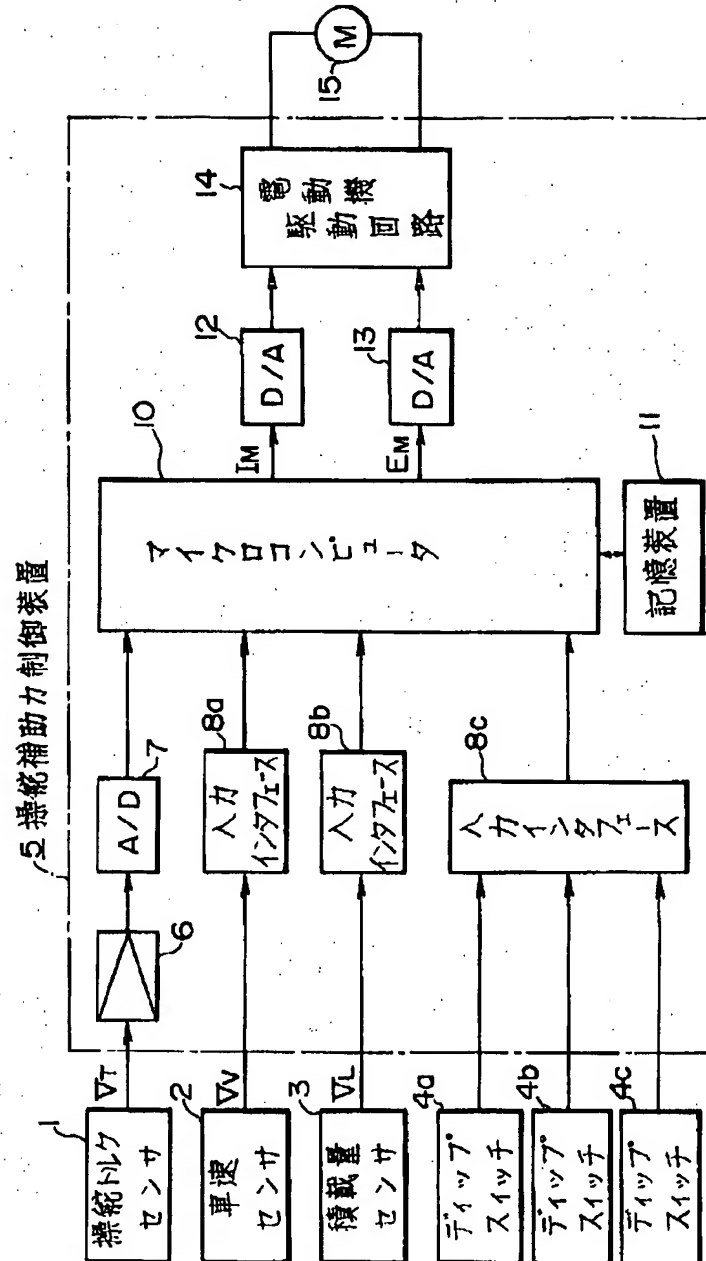 5 操舵補助力制御装置
1
操舵トルク
センサ
VT
6
7
A/D
2
車速
センサ
VV
8a
入力
インタフェース
3
積載量
センサ
VL
8b
入力
インタフェース
4a
ディップ
スイッチ
4b
ディップ
スイッチ
4c
ディップ
スイッチ
8c
入力インタフェース
10
マイクロコンピュータ
11
記憶装置
IM
12
D/A
EM
13
D/A
14
電動機
駆動回路
15
M